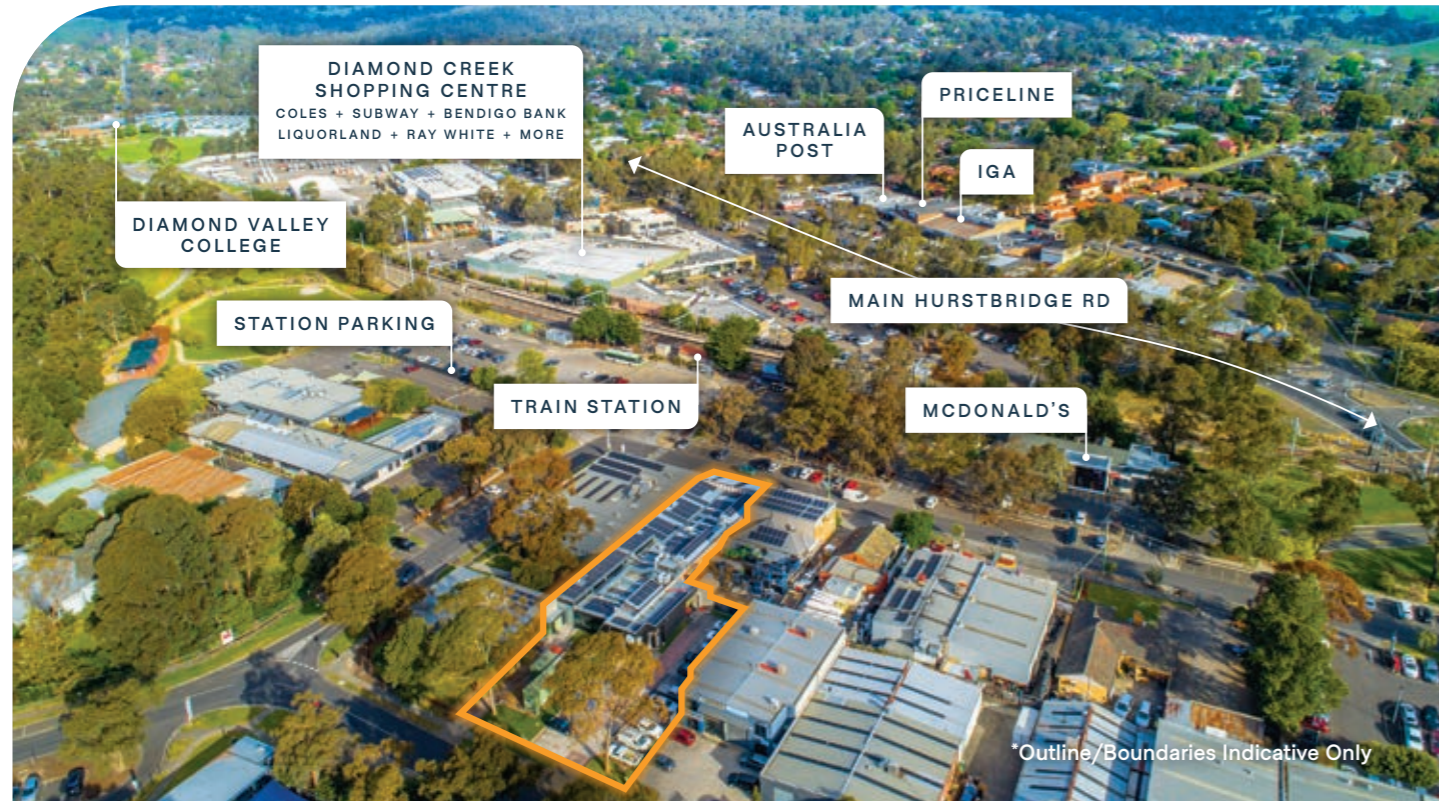 DIAMOND CREEK
SHOPPING CENTRE
COLES + SUBWAY + BENDIGO BANK
LIQUORLAND + RAY WHITE + MORE
PRICELINE
AUSTRALIA
POST
IGA
DIAMOND VALLEY
COLLEGE
MAIN HURSTBRIDGE RD
STATION PARKING
TRAIN STATION
MCDONALD'S
*Outline/Boundaries Indicative Only